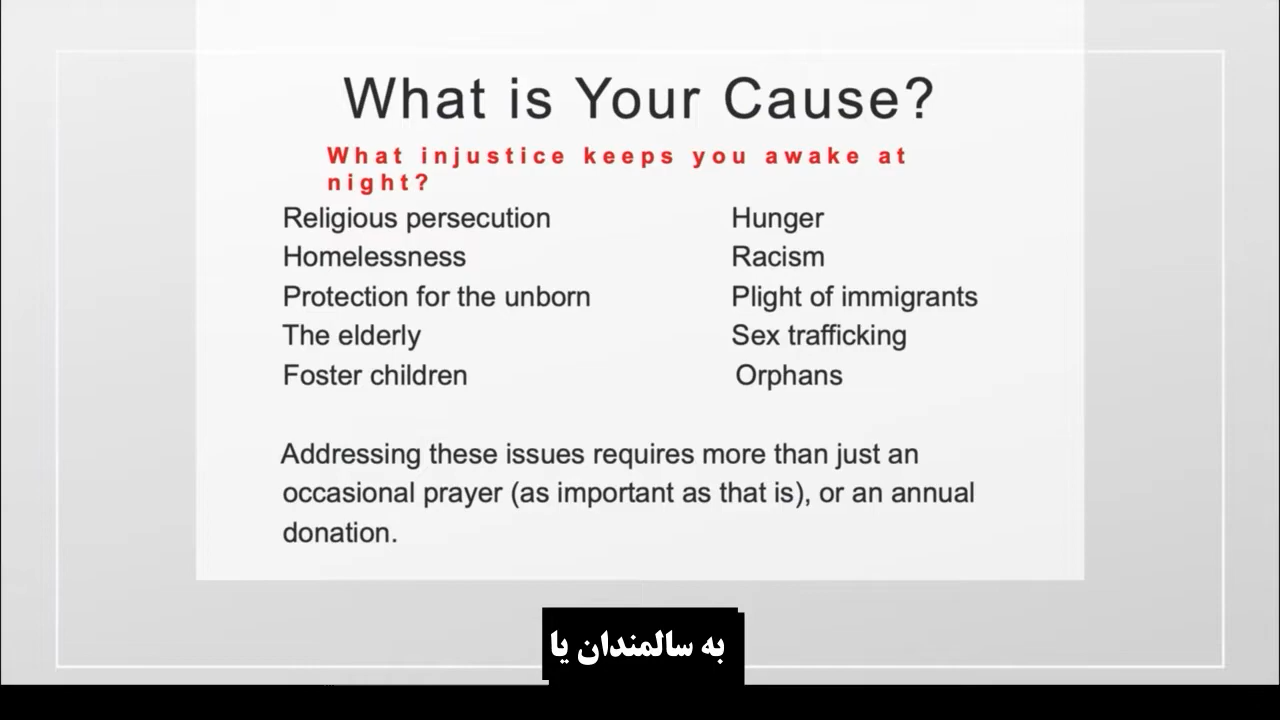 What is Your Cause?
What injustice keeps you awake at
night?
Religious persecution
Homelessness
Protection for the unborn
The elderly
Foster children
Hunger
Racism
Plight of immigrants
Sex trafficking
Orphans
Addressing these issues requires more than just an
occasional prayer (as important as that is), or an annual
donation.
به سالمندان یا